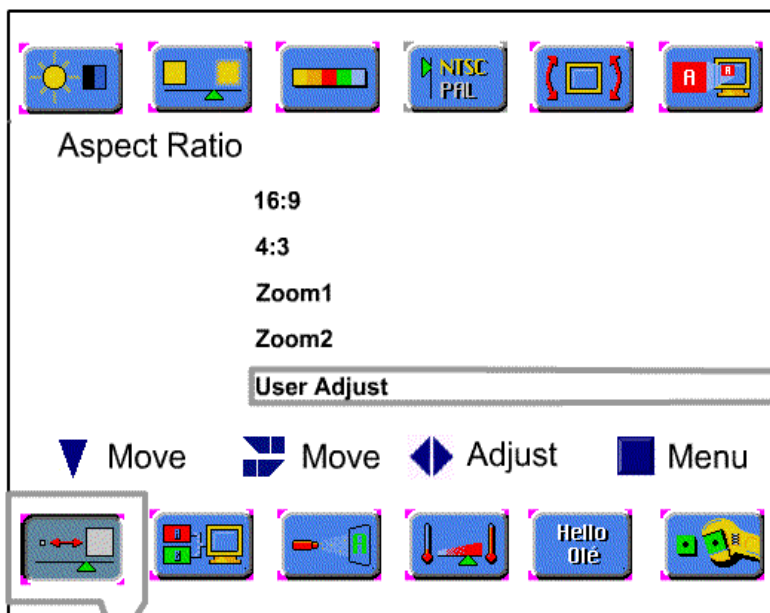 NTSC
PAL
A A
Aspect Ratio
16:9
4:3
Zoom1
Zoom2
User Adjust
Move Move Adjust Menu
A
Hello
Olé